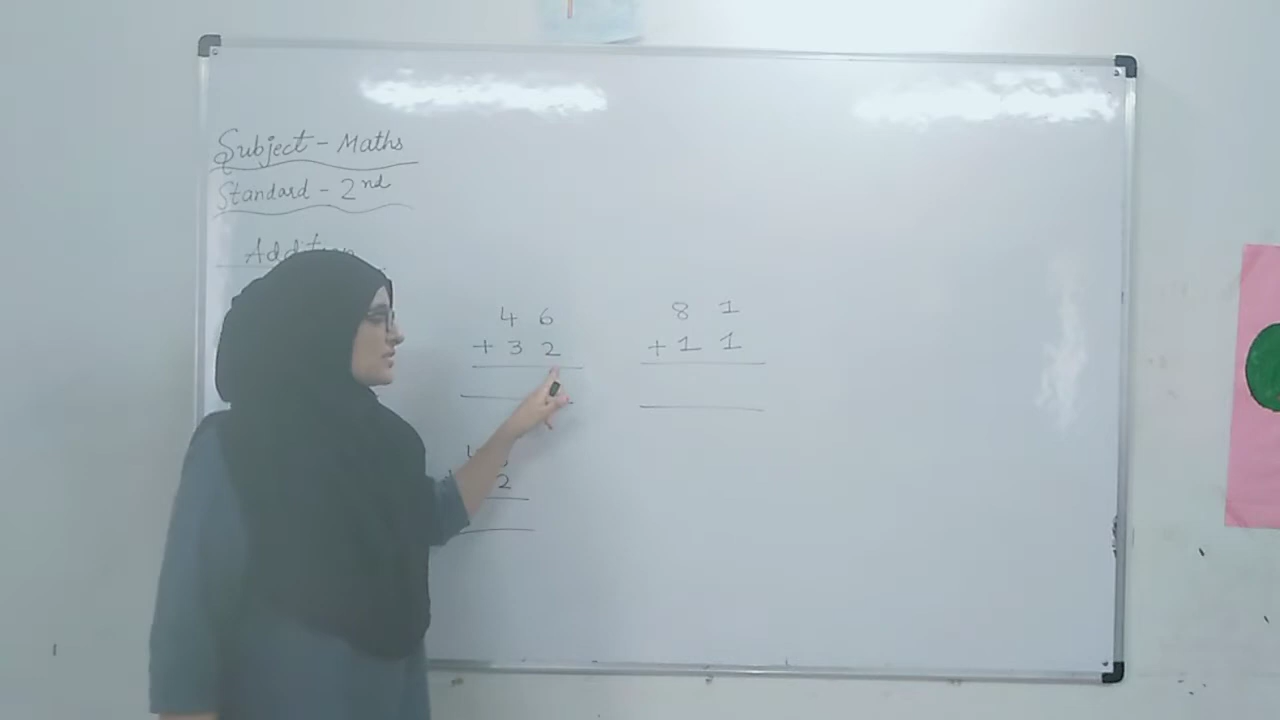 Subject - Maths
Standard - 2nd
Addition
4 6
+ 3 2
8 1
+ 1 1
2